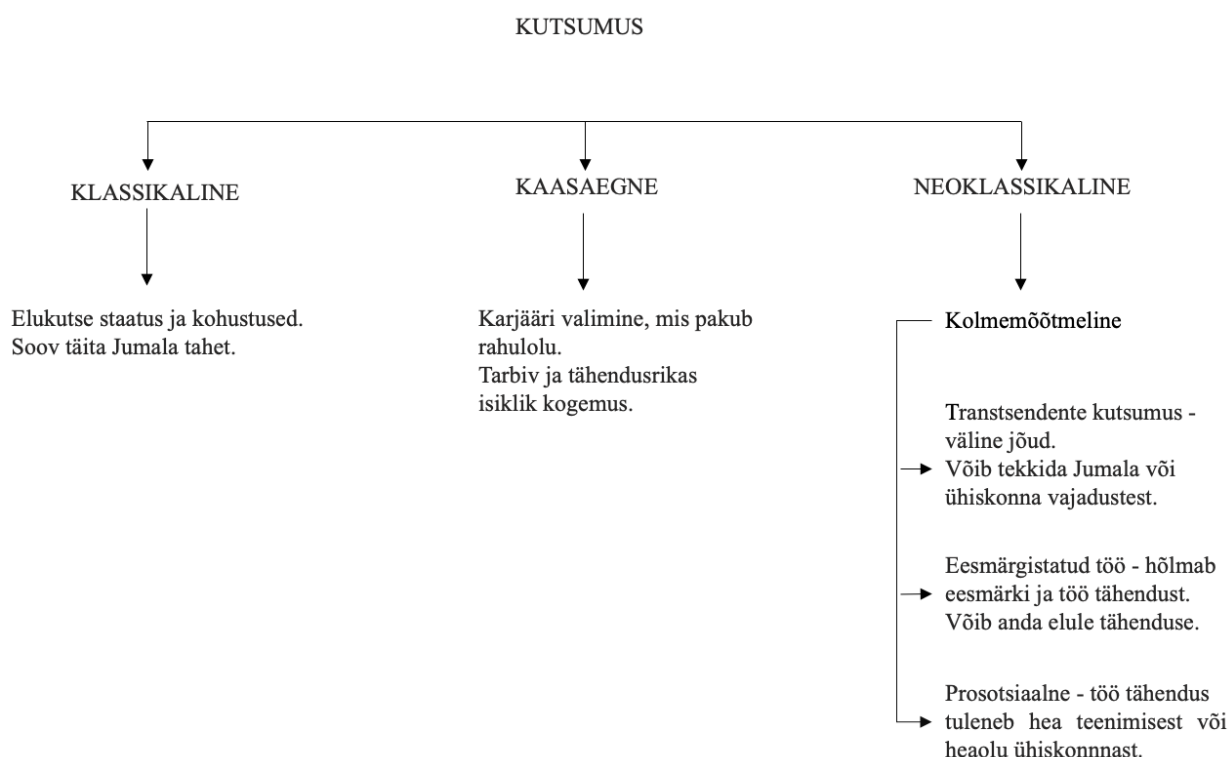 KUTSUMUS
KLASSIKALINE
KAASAEGNE
NEOKLASSIKALINE
Elukutse staatus ja kohustused.
Soov täita Jumala tahet.
Karjääri valimine, mis pakub
rahulolu.
Tarbiv ja tähendusrikas
isiklik kogemus.
Kolmemõõtmeline
Transtsendente kutsumus -
väline jõud.
Võib tekkida Jumala või
ühiskonna vajadustest.
Eesmärgistatud töö - hõlmab
eesmärki ja töö tähendust.
Võib anda elule tähenduse.
Prosotsiaalne - töö tähendus
tuleneb hea teenimisest või
heaolu ühiskonnnast.